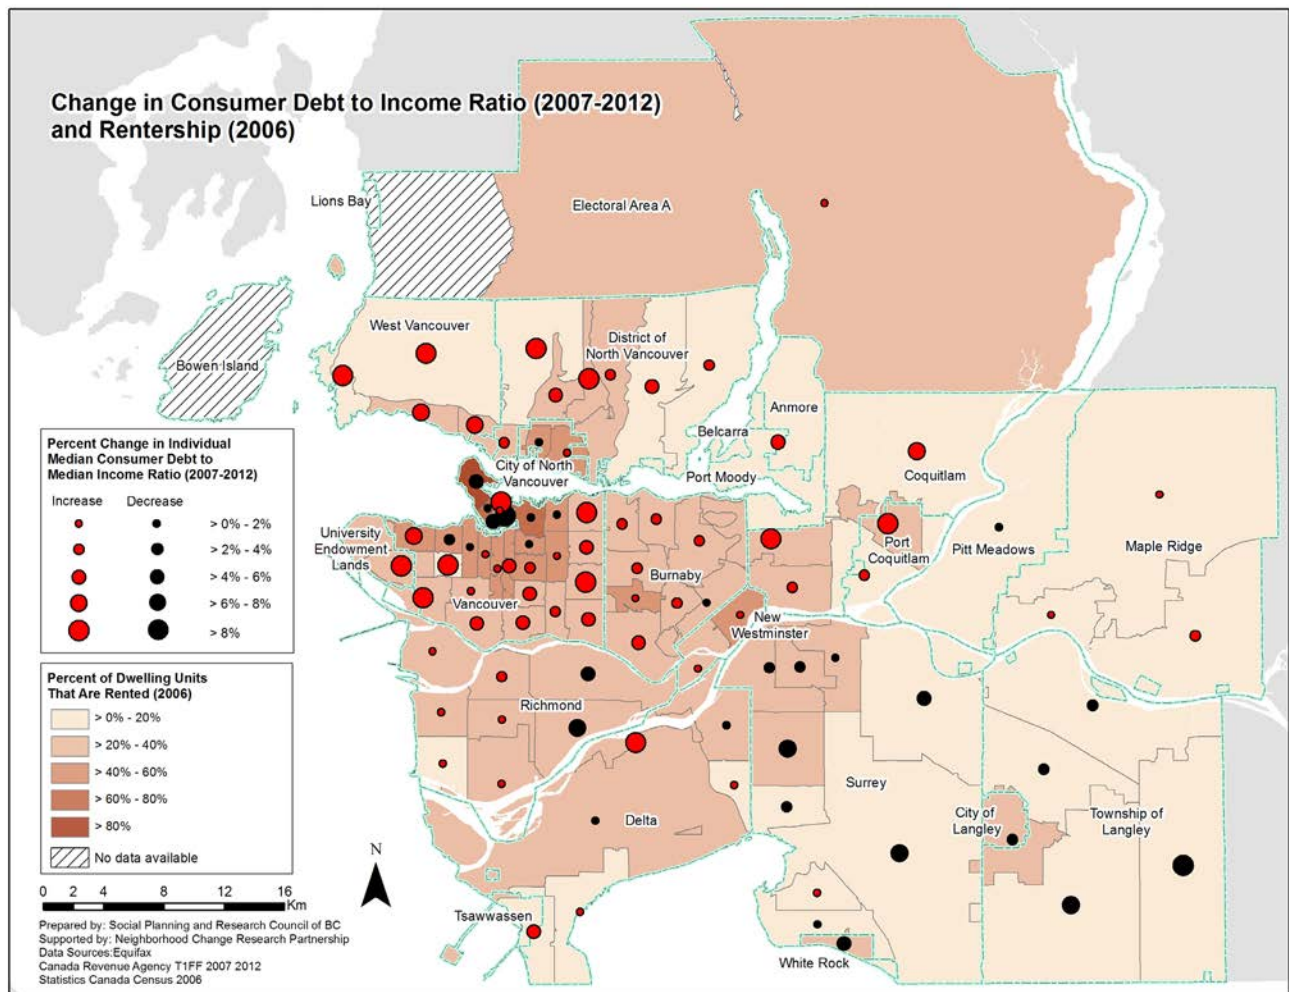 Change in Consumer Debt to Income Ratio (2007-2012)
and Rentership (2006)
Lions Bay
Electoral Area A
Bowen Island
West Vancouver
District of
North Vancouver
Anmore
Belcarra
Port Moody
Coquitlam
City of North
Vancouver
Port
Coquitlam
Pitt Meadows
Maple Ridge
University
Endowment
Lands
Vancouver
Burnaby
New
Westminster
Richmond
Delta
Surrey
City of
Langley
Township of
Langley
Tsawwassen
White Rock
Percent Change in Individual
Median Consumer Debt to
Median Income Ratio (2007-2012)
Increase Decrease
> 0% - 2%
> 2% - 4%
> 4% - 6%
> 6% - 8%
> 8%
Percent of Dwelling Units
That Are Rented (2006)
> 0% - 20%
> 20% - 40%
> 40% - 60%
> 60% - 80%
> 80%
No data available
N
0 2 4 8 12 16
Km
Prepared by: Social Planning and Research Council of BC
Supported by: Neighborhood Change Research Partnership
Data Sources:Equifax
Canada Revenue Agency T1FF 2007 2012
Statistics Canada Census 2006